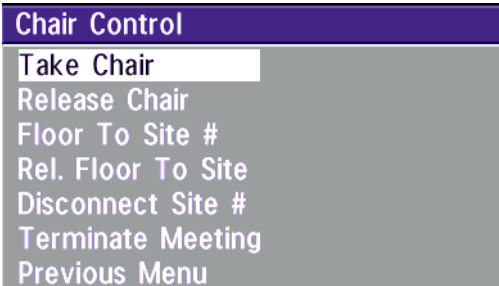 Chair Control
Take Chair
Release Chair
Floor To Site #
Rel. Floor To Site
Disconnect Site #
Terminate Meeting
Previous Menu